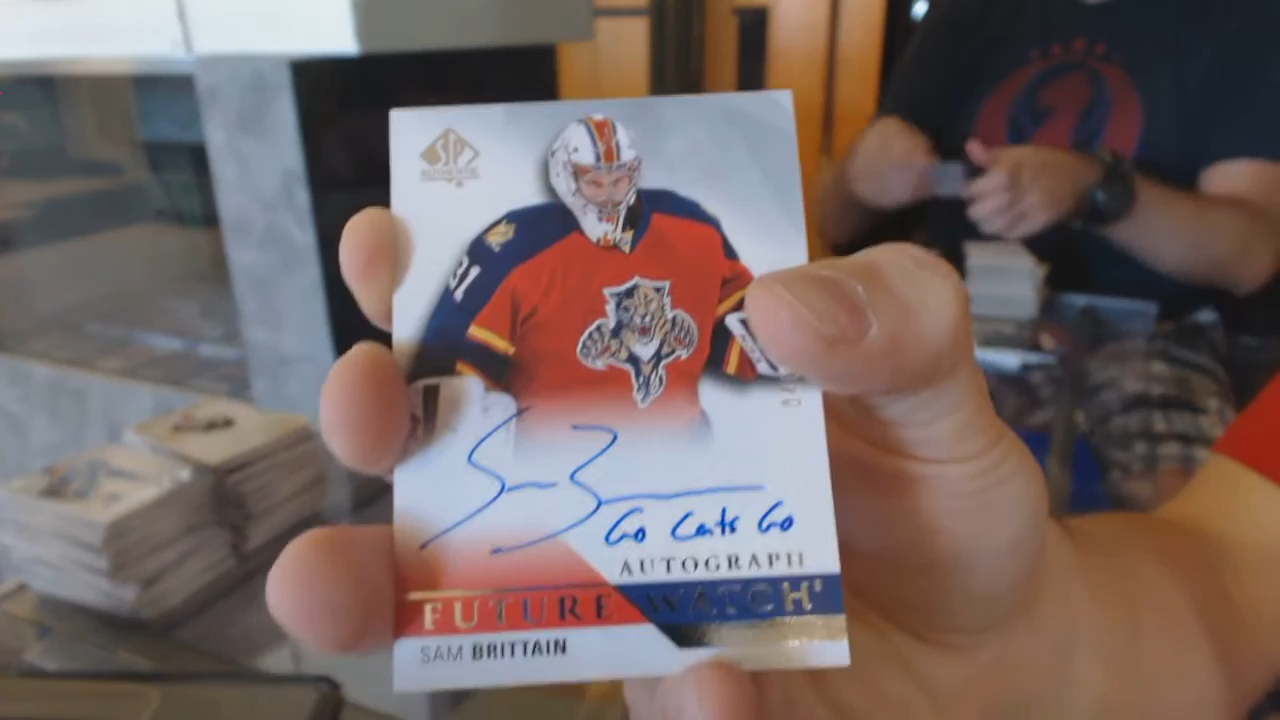 SP
AUTHENTIC
31
Go Cats Go
AUTOGRAPH
FUTURE WATCH
SAM BRITTAIN